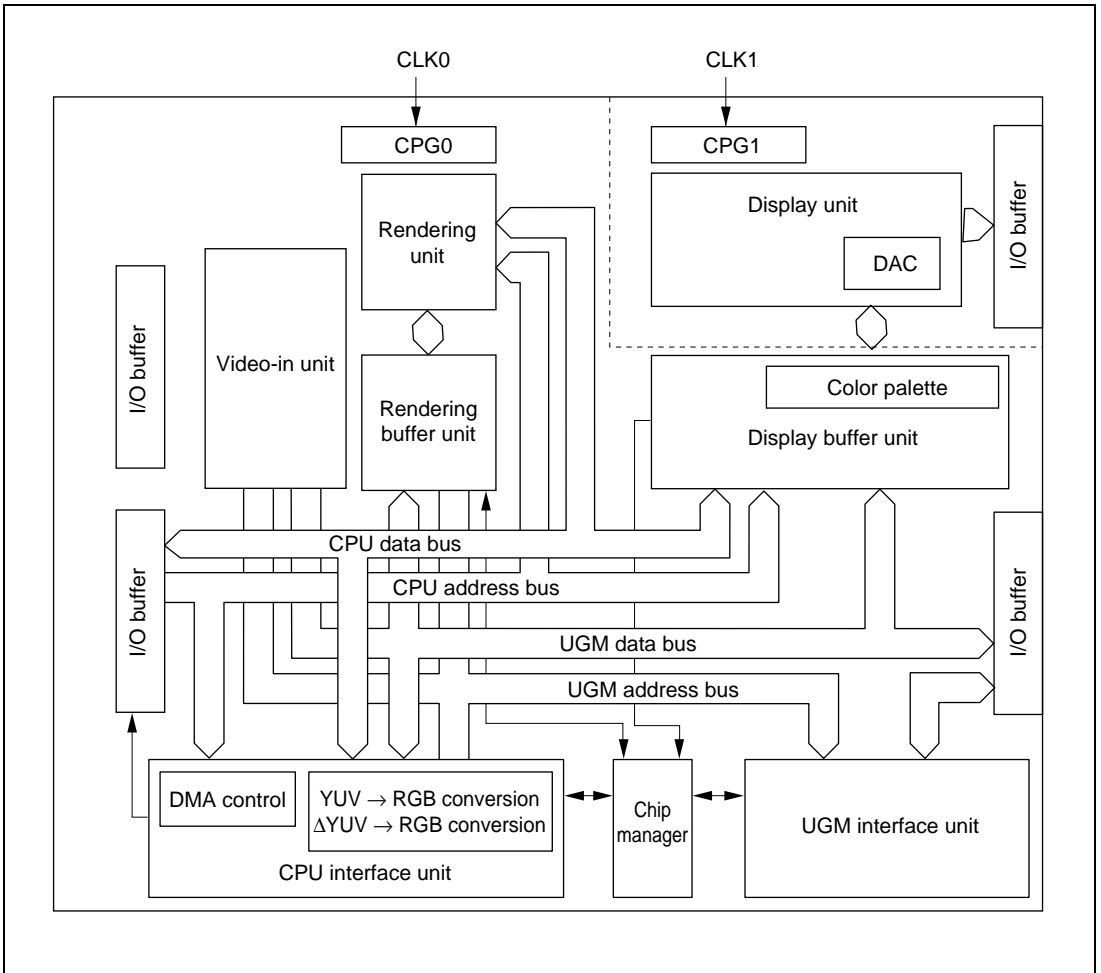 CLK0
CLK1
CPG0
CPG1
Rendering
unit
Display unit
DAC
I/O buffer
I/O buffer
Video-in unit
Rendering
buffer unit
Color palette
Display buffer unit
I/O buffer
CPU data bus
CPU address bus
UGM data bus
UGM address bus
I/O buffer
DMA control
YUV → RGB conversion
ΔYUV → RGB conversion
CPU interface unit
Chip
manager
UGM interface unit